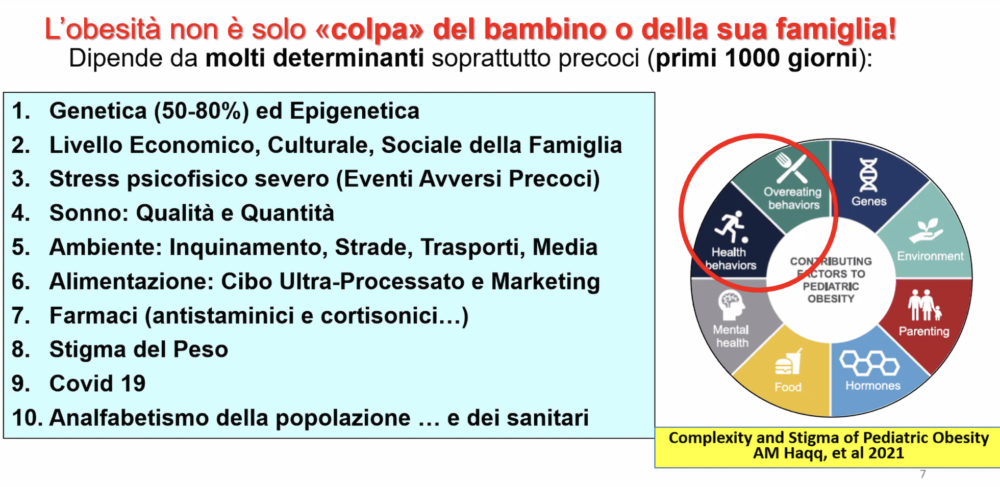 L’obesità non è solo «colpa» del bambino o della sua famiglia!
Dipende da molti determinanti soprattutto precoci (primi 1000 giorni):
1. Genetica (50-80%) ed Epigenetica
2. Livello Economico, Culturale, Sociale della Famiglia
3. Stress psicofisico severo (Eventi Avversi Precoci)
4. Sonno: Qualità e Quantità
5. Ambiente: Inquinamento, Strade, Trasporti, Media
6. Alimentazione: Cibo Ultra-Processato e Marketing
7. Farmaci (antistaminici e cortisonici…)
8. Stigma del Peso
9. Covid 19
10. Analfabetismo della popolazione … e dei sanitari
Overeating
behaviors
Genes
Environment
Parenting
Hormones
Food
Mental
health
Health
behaviors
CONTRIBUTING
FACTORS TO
PEDIATRIC
OBESITY
Complexity and Stigma of Pediatric Obesity
AM Haqq, et al 2021
7